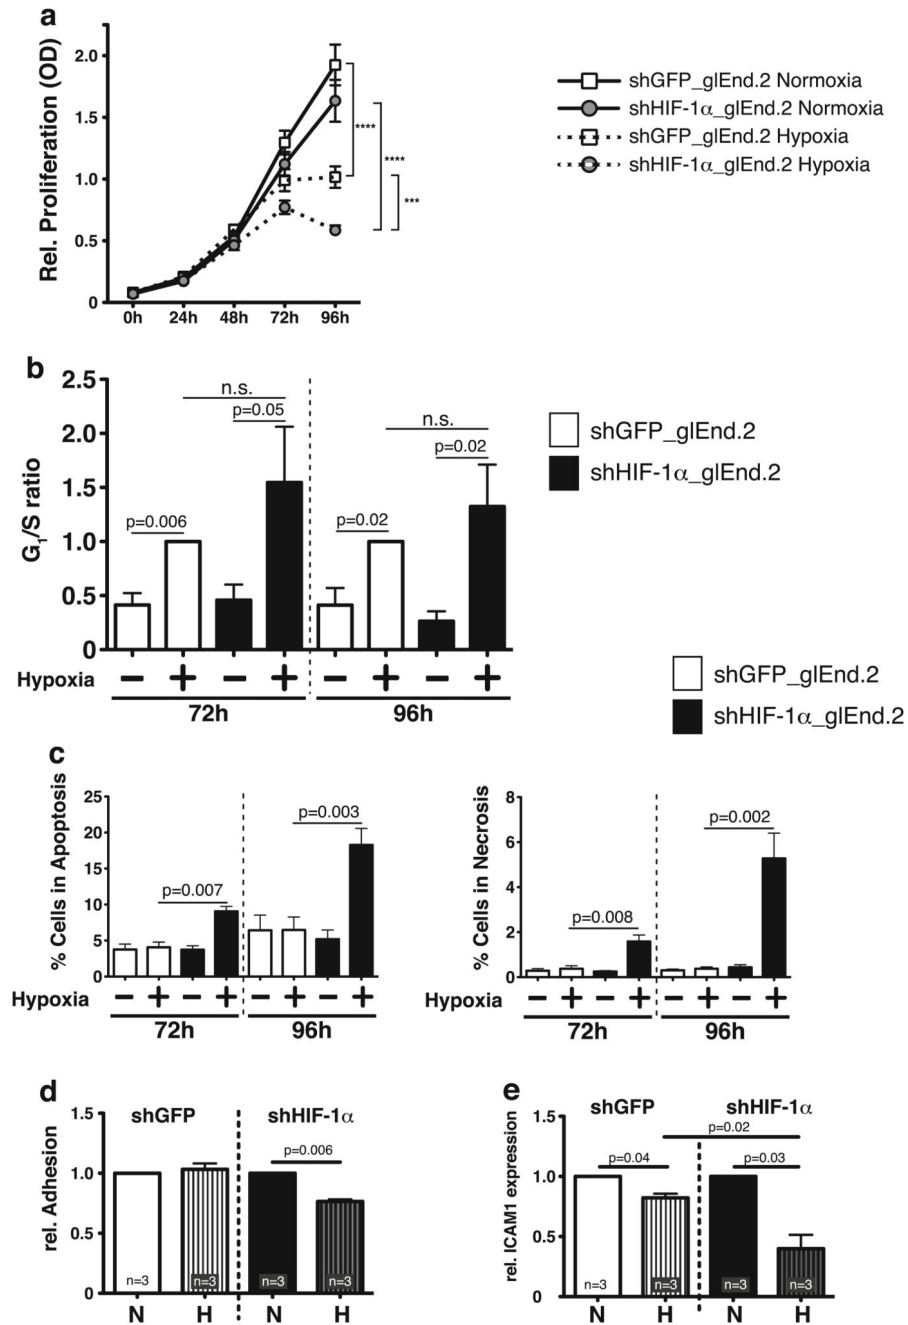 a
Rel. Proliferation (OD)
2.0
1.5
1.0
0.5
0
0h 24h 48h 72h 96h
****
****
***
shGFP_glEnd.2 Normoxia
shHIF-1α_glEnd.2 Normoxia
shGFP_glEnd.2 Hypoxia
shHIF-1α_glEnd.2 Hypoxia
b
G1/S ratio
2.5
2.0
1.5
1.0
0.5
0
n.s.
p=0.05
p=0.006
n.s.
p=0.02
p=0.02
shGFP_glEnd.2
shHIF-1α_glEnd.2
Hypoxia − + − + − + − +
72h 96h
shGFP_glEnd.2
shHIF-1α_glEnd.2
c
% Cells in Apoptosis
25
20
15
10
5
0
p=0.003
p=0.007
Hypoxia − + − + − + − +
72h 96h
% Cells in Necrosis
8
6
4
2
0
p=0.002
p=0.008
Hypoxia − + − + − + − +
72h 96h
d
rel. Adhesion
1.5
1.0
0.5
0
shGFP shHIF-1α
p=0.006
n=3 n=3 n=3 n=3
N H N H
e
rel. ICAM1 expression
1.5
1.0
0.5
0
shGFP shHIF-1α
p=0.02
p=0.04 p=0.03
n=3 n=3 n=3 n=3
N H N H